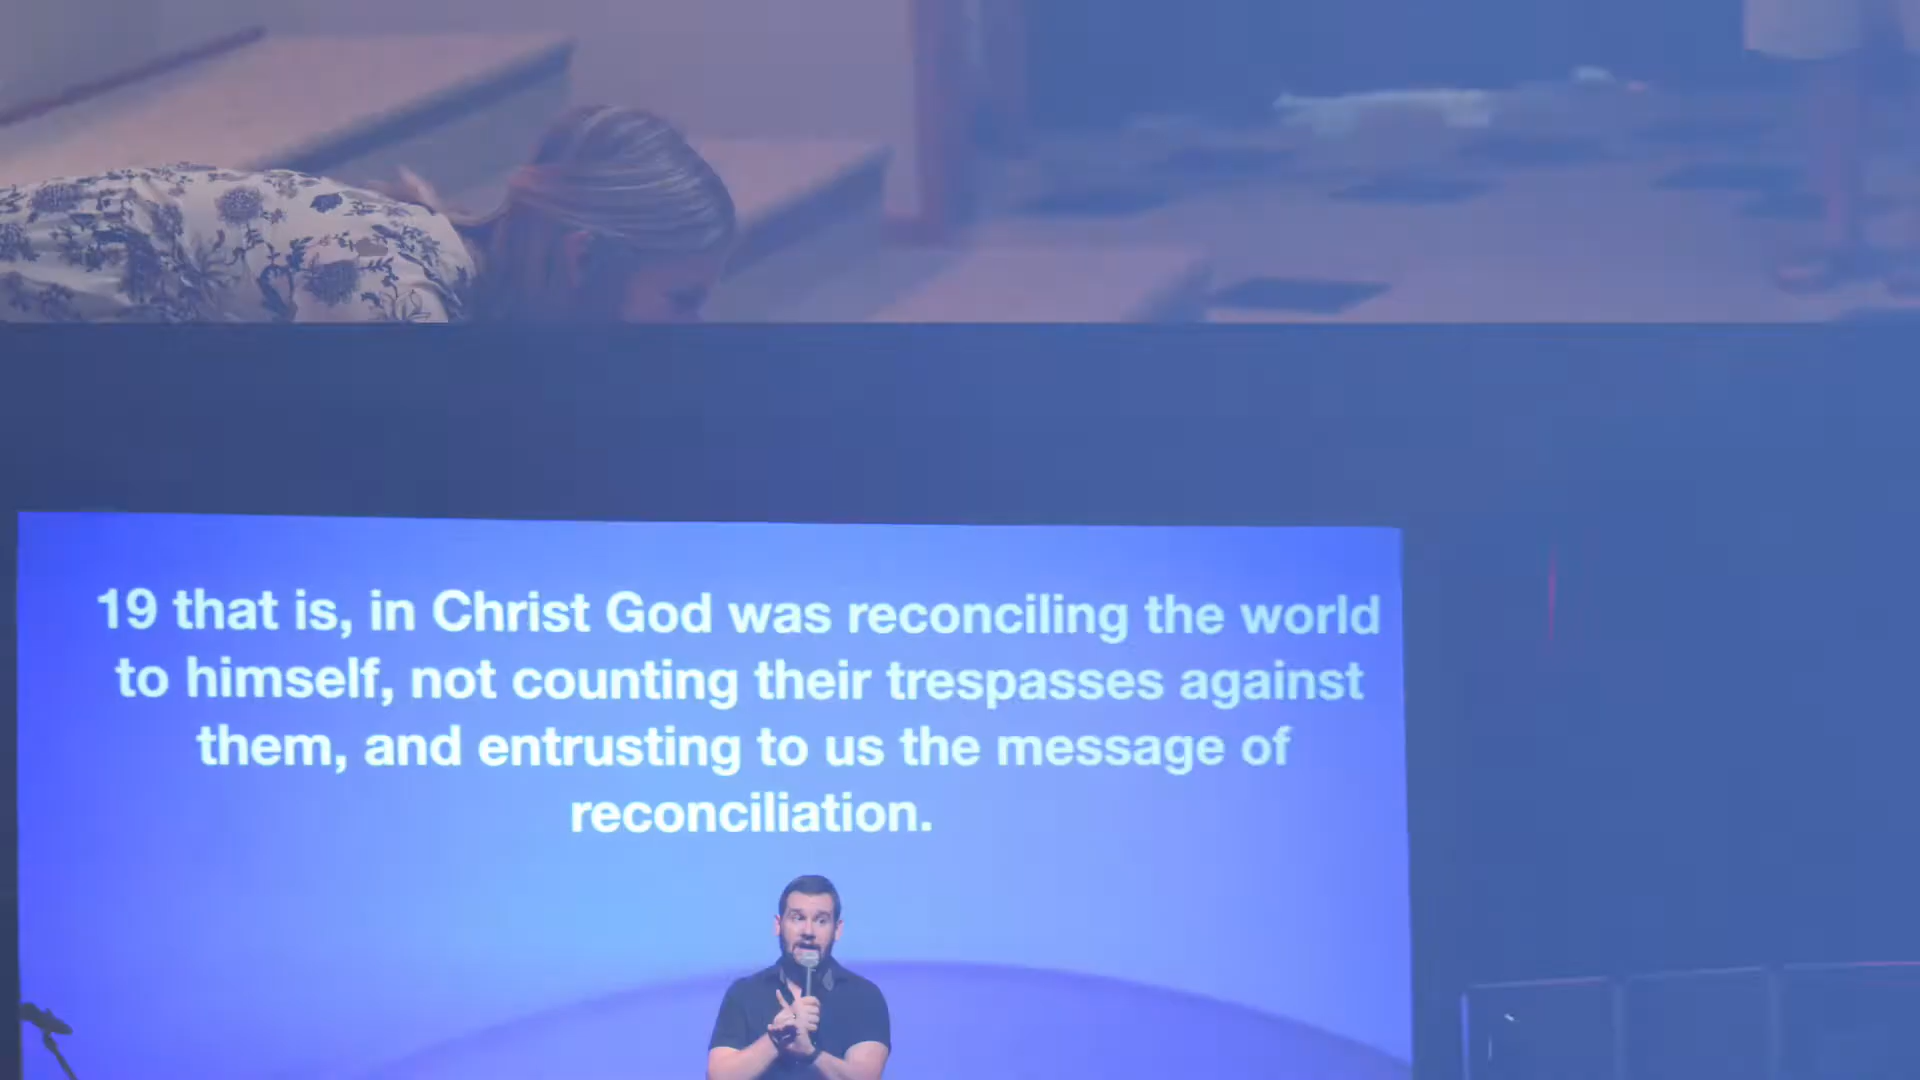 19 that is, in Christ God was reconciling the world
to himself, not counting their trespasses against
them, and entrusting to us the message of
reconciliation.